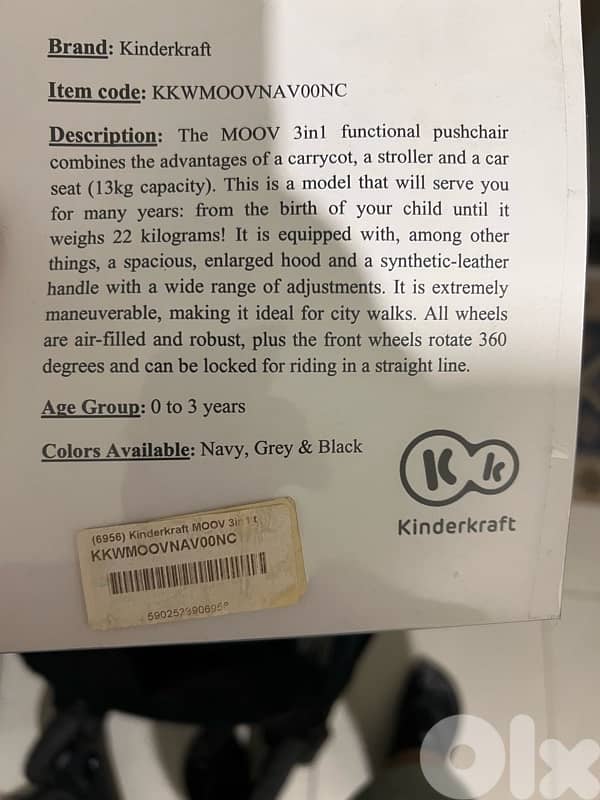 Brand: Kinderkraft
Item code: KKWMOOVNAV00NC
Description: The MOOV 3in1 functional pushchair
combines the advantages of a carrycot, a stroller and a car
seat (13kg capacity). This is a model that will serve you
for many years: from the birth of your child until it
weighs 22 kilograms! It is equipped with, among other
things, a spacious, enlarged hood and a synthetic-leather
handle with a wide range of adjustments. It is extremely
maneuverable, making it ideal for city walks. All wheels
are air-filled and robust, plus the front wheels rotate 360
degrees and can be locked for riding in a straight line.
Age Group: 0 to 3 years
Colors Available: Navy, Grey & Black
K k
Kinderkraft
(6956) Kinderkraft MOOV 3in1
KKWMOOVNAV00NC
olx